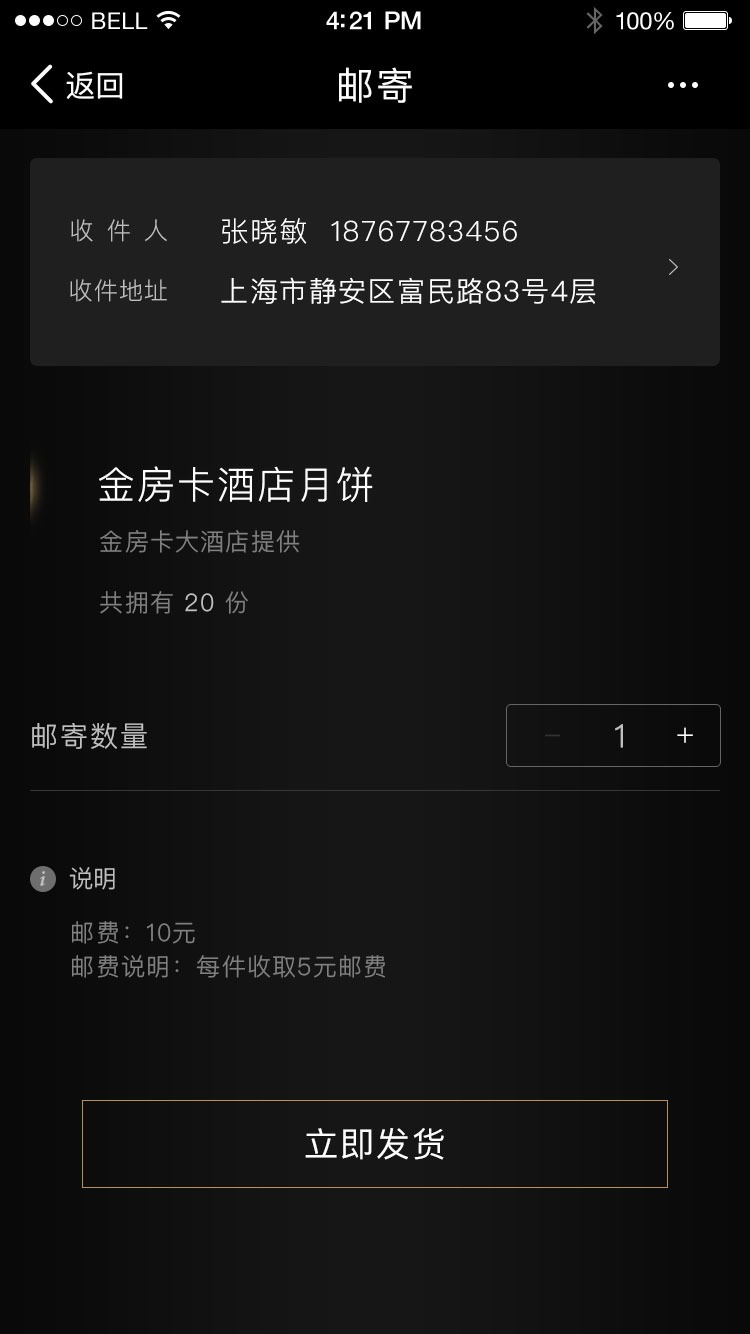 BELL 4:21 PM 100%
返回 邮寄
收件人 张晓敏 18767783456
收件地址 上海市静安区富民路83号4层
金房卡酒店月饼
金房卡大酒店提供
共拥有 20 份
邮寄数量 − 1 +
i 说明
邮费：10元
邮费说明：每件收取5元邮费
立即发货